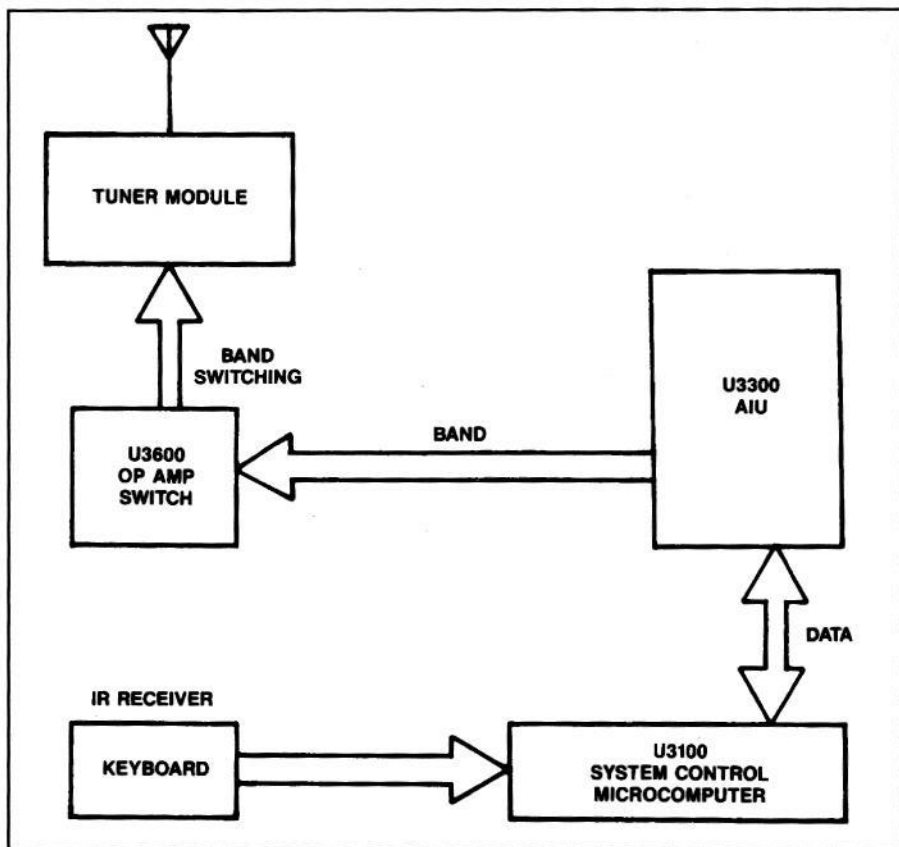 TUNER MODULE
BAND
SWITCHING
U3600
OP AMP
SWITCH
BAND
U3300
AIU
DATA
IR RECEIVER
KEYBOARD
U3100
SYSTEM CONTROL
MICROCOMPUTER